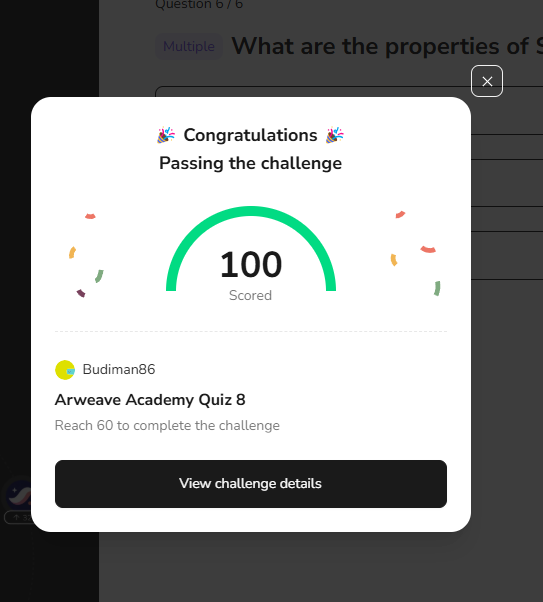 Question 6 / 6
Multiple What are the properties of S
Congratulations
Passing the challenge
100
Scored
Budiman86
Arweave Academy Quiz 8
Reach 60 to complete the challenge
View challenge details